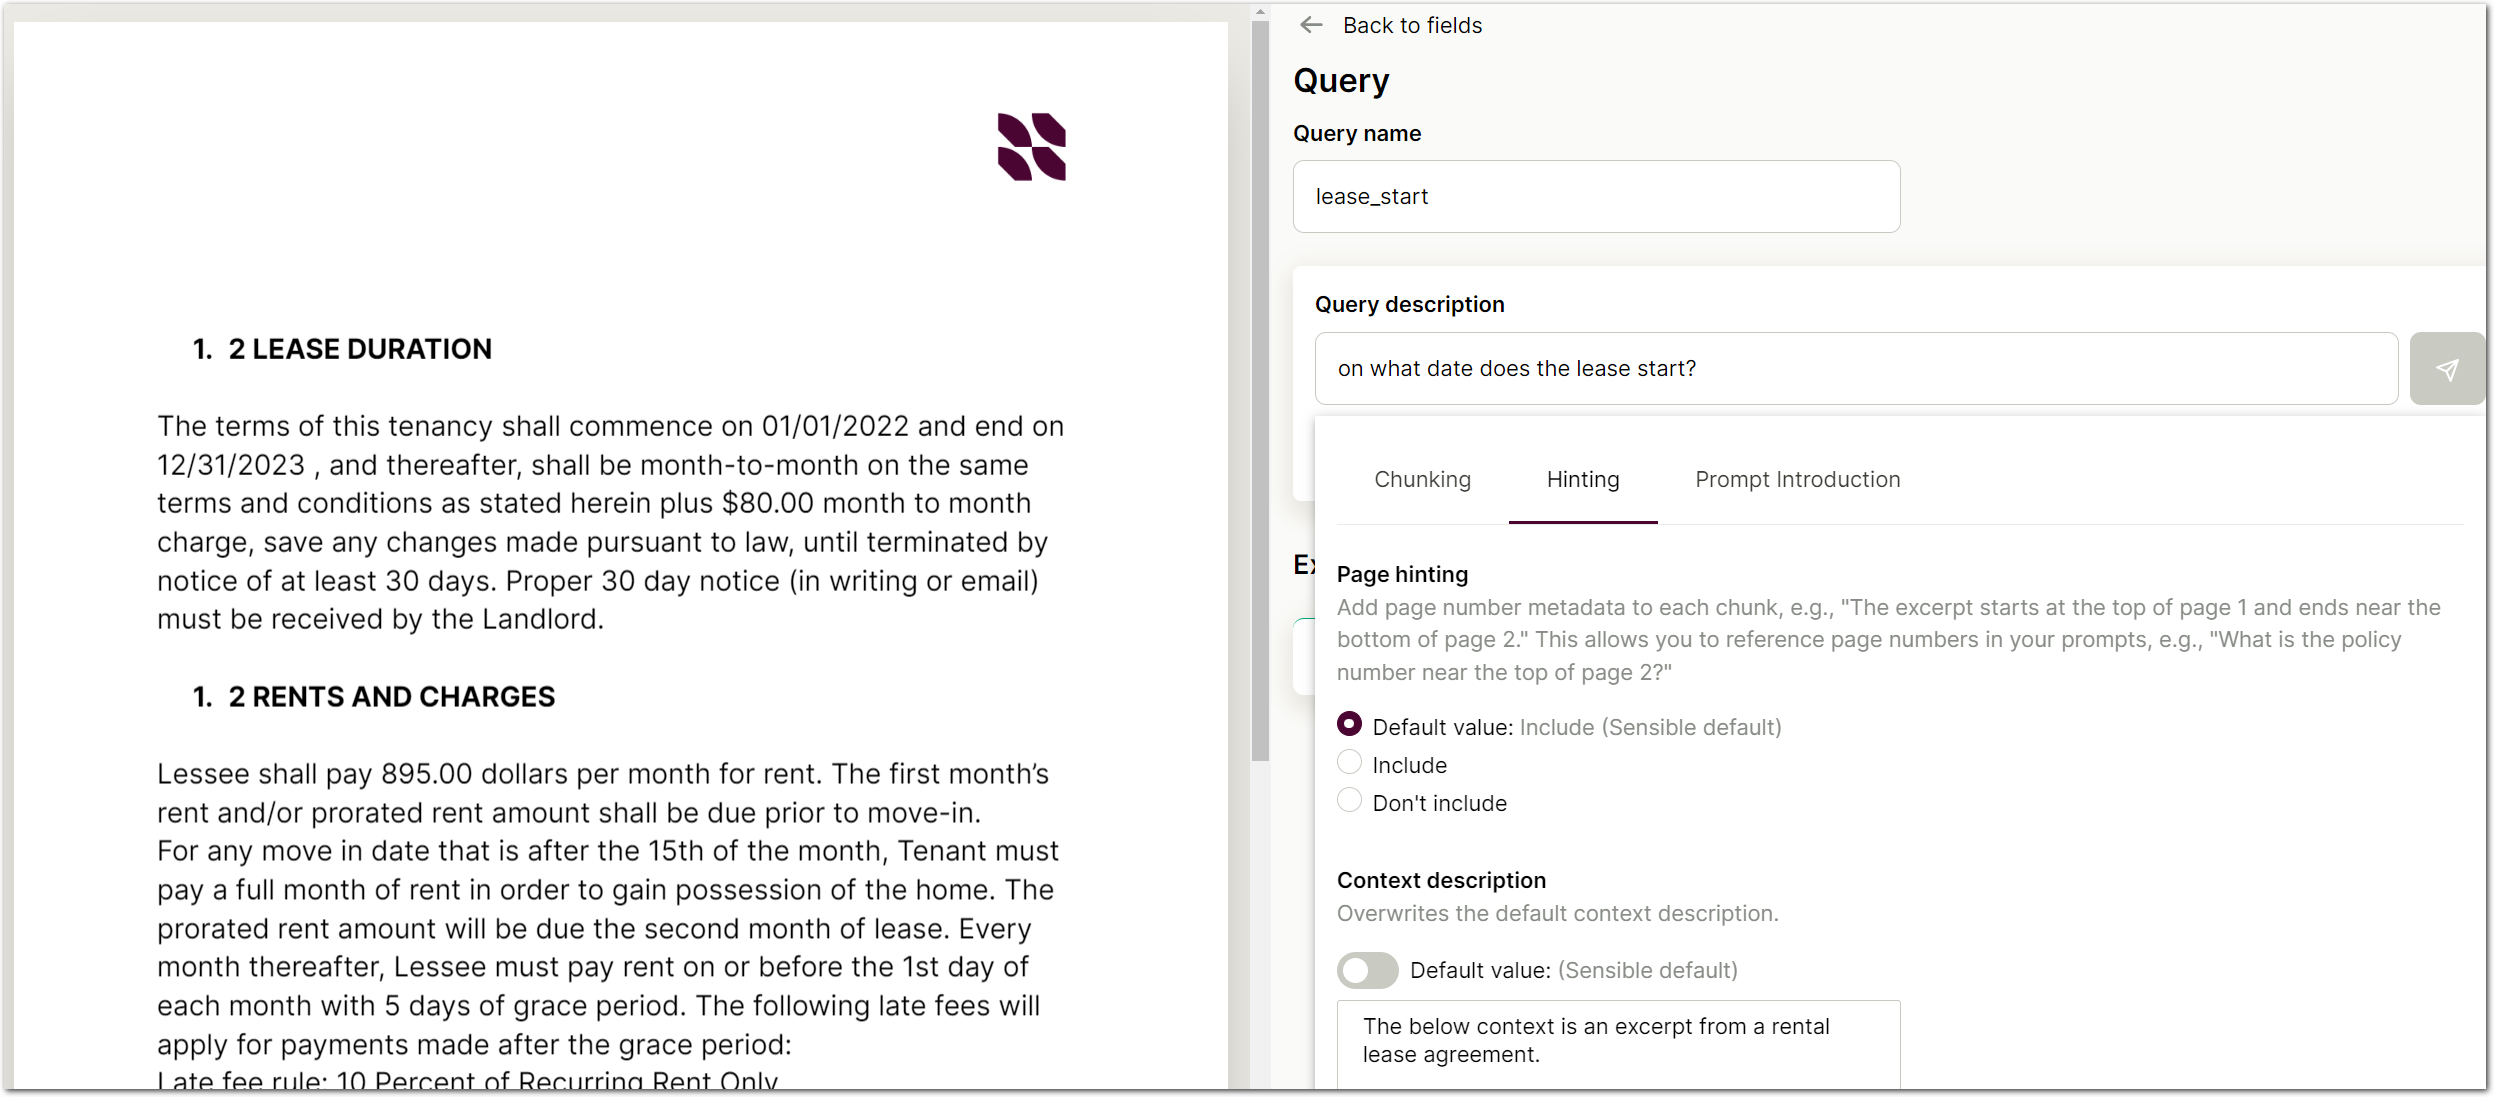 1. 2 LEASE DURATION
The terms of this tenancy shall commence on 01/01/2022 and end on
12/31/2023 , and thereafter, shall be month-to-month on the same
terms and conditions as stated herein plus $80.00 month to month
charge, save any changes made pursuant to law, until terminated by
notice of at least 30 days. Proper 30 day notice (in writing or email)
must be received by the Landlord.
1. 2 RENTS AND CHARGES
Lessee shall pay 895.00 dollars per month for rent. The first month’s
rent and/or prorated rent amount shall be due prior to move-in.
For any move in date that is after the 15th of the month, Tenant must
pay a full month of rent in order to gain possession of the home. The
prorated rent amount will be due the second month of lease. Every
month thereafter, Lessee must pay rent on or before the 1st day of
each month with 5 days of grace period. The following late fees will
apply for payments made after the grace period:
Late fee rule: 10 Percent of Recurring Rent Only
Back to fields
Query
Query name
lease_start
Query description
on what date does the lease start?
Chunking Hinting Prompt Introduction
Page hinting
Add page number metadata to each chunk, e.g., "The excerpt starts at the top of page 1 and ends near the
bottom of page 2." This allows you to reference page numbers in your prompts, e.g., "What is the policy
number near the top of page 2?"
Default value: Include (Sensible default)
Include
Don't include
Context description
Overwrites the default context description.
Default value: (Sensible default)
The below context is an excerpt from a rental
lease agreement.